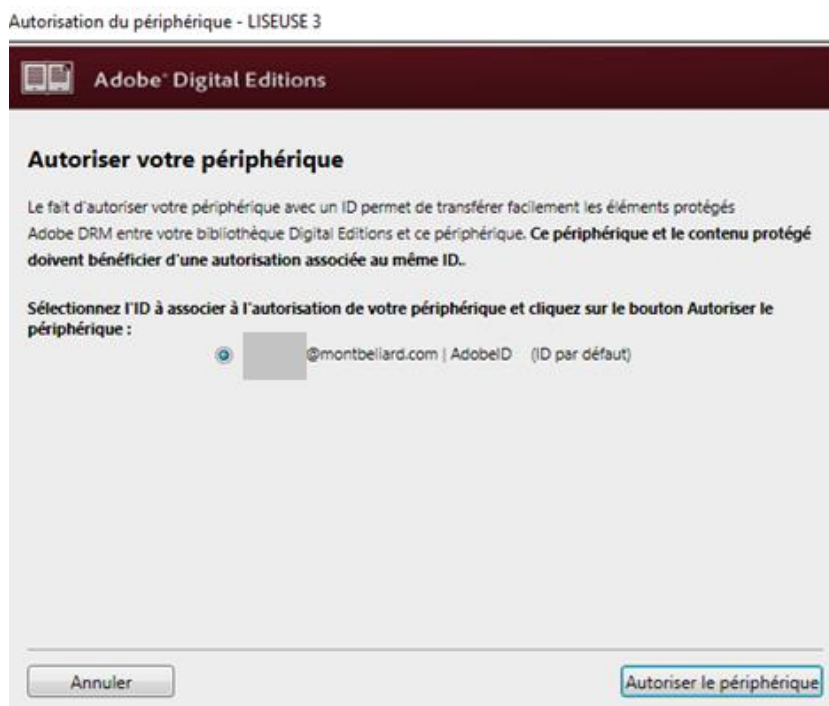 Autorisation du périphérique - LISEUSE 3
Adobe® Digital Editions
Autoriser votre périphérique
Le fait d'autoriser votre périphérique avec un ID permet de transférer facilement les éléments protégés
Adobe DRM entre votre bibliothèque Digital Editions et ce périphérique. Ce périphérique et le contenu protégé
doivent bénéficier d'une autorisation associée au même ID..
Sélectionnez l'ID à associer à l'autorisation de votre périphérique et cliquez sur le bouton Autoriser le
périphérique :
@montbeliard.com | AdobeID (ID par défaut)
Annuler
Autoriser le périphérique